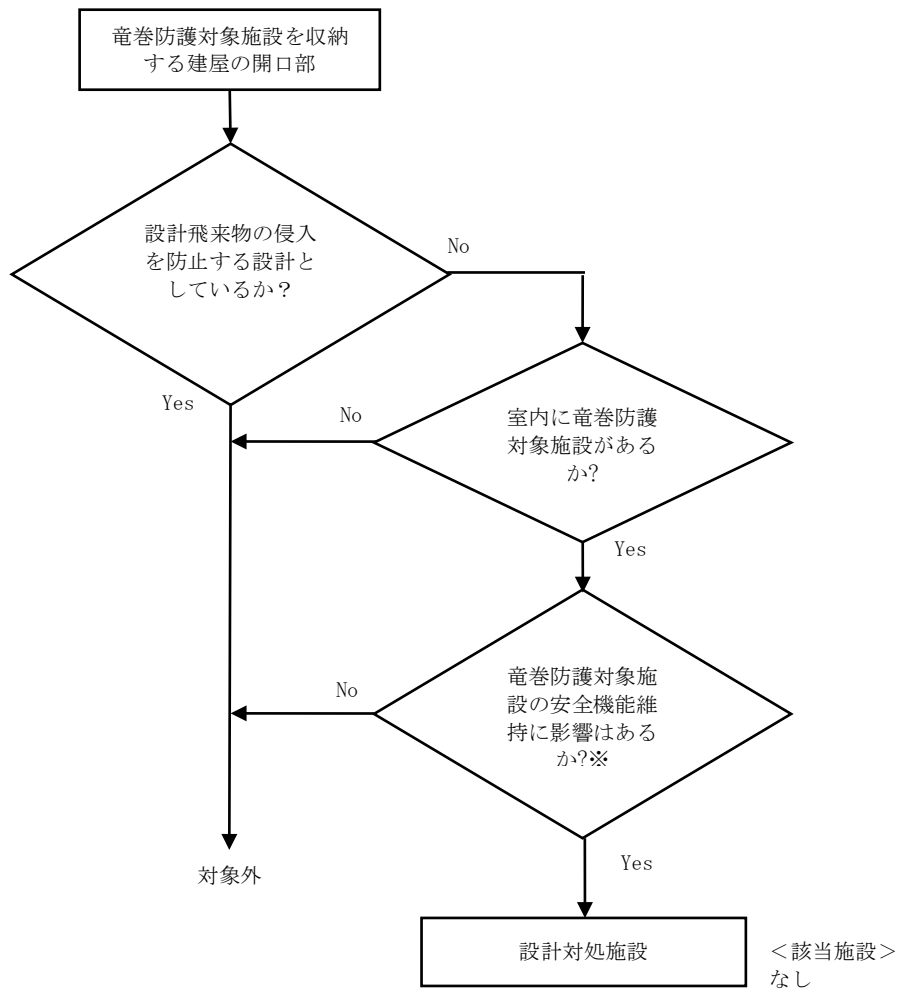 竜巻防護対象施設を収納
する建屋の開口部
設計飛来物の侵入
を防止する設計と
しているか？
No
Yes
No
室内に竜巻防護
対象施設がある
か?
Yes
No
竜巻防護対象施
設の安全機能維
持に影響はある
か?※
Yes
対象外
設計対処施設
＜該当施設＞
なし